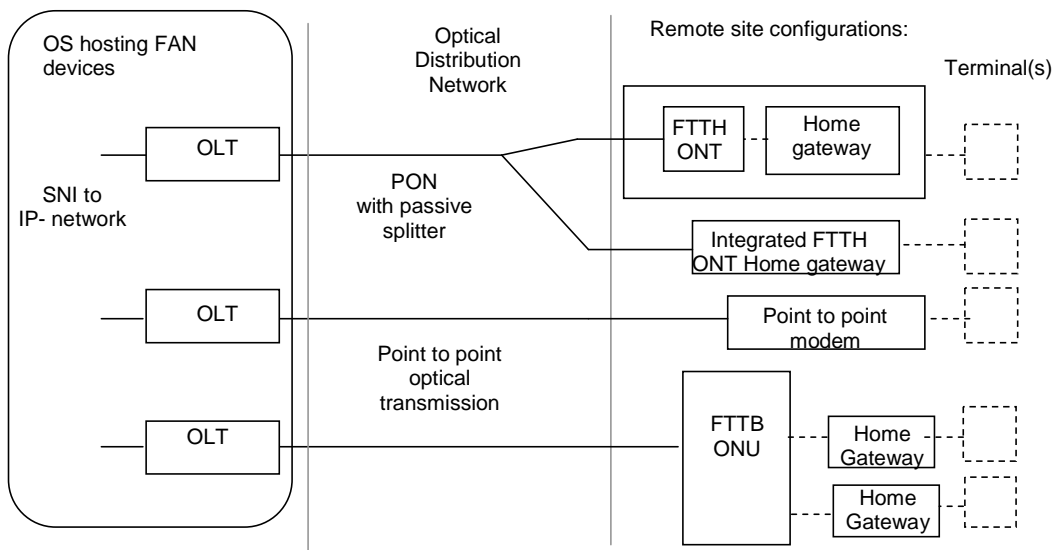 OS hosting FAN
devices
Optical
Distribution
Network
Remote site configurations:
Terminal(s)
OLT
FTTH
ONT
Home
gateway
SNI to
IP- network
PON
with passive
splitter
Integrated FTTH
ONT Home gateway
OLT
Point to point
modem
Point to point
optical
transmission
OLT
FTTB
ONU
Home
Gateway
Home
Gateway